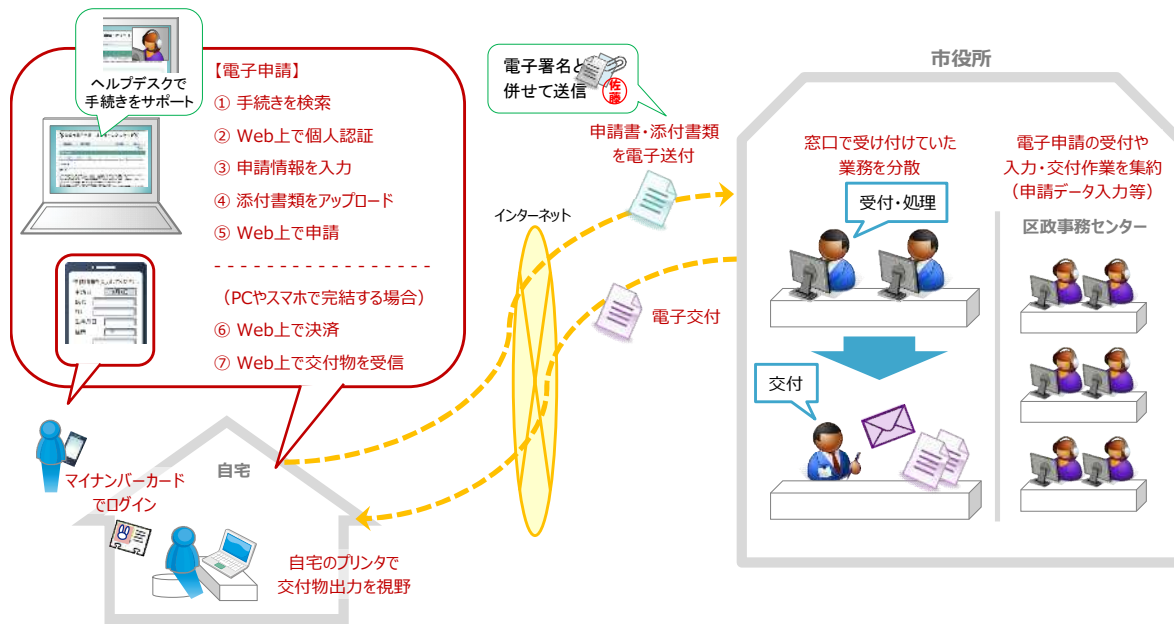 ヘルプデスクで
手続きをサポート
【電子申請】
① 手続きを検索
② Web上で個人認証
③ 申請情報を入力
④ 添付書類をアップロード
⑤ Web上で申請
（PCやスマホで完結する場合）
⑥ Web上で決済
⑦ Web上で交付物を受信
マイナンバーカード
でログイン
自宅
自宅のプリンタで
交付物出力を視野
インターネット
電子署名と
併せて送信
佐藤
申請書・添付書類
を電子送付
電子交付
市役所
窓口で受け付けていた
業務を分散
受付・処理
交付
電子申請の受付や
入力・交付作業を集約
（申請データ入力等）
区政事務センター